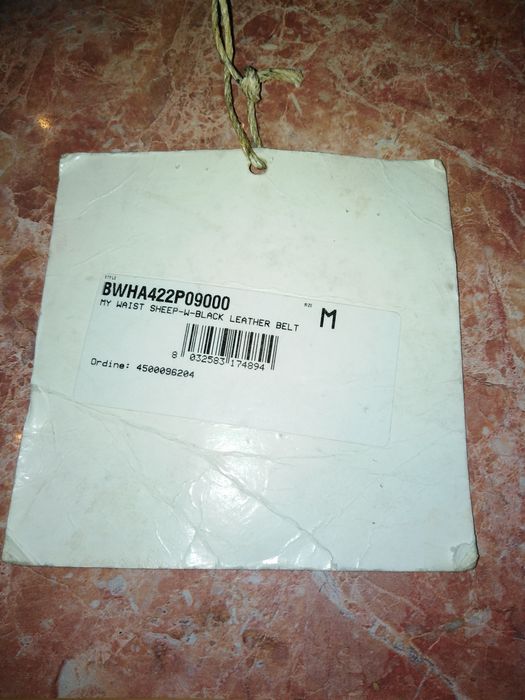 STYLE
BWHA422P09000
MY WAIST SHEEP-W-BLACK LEATHER BELT
SIZE
M
8 032583 174894
Ordine: 4500096204